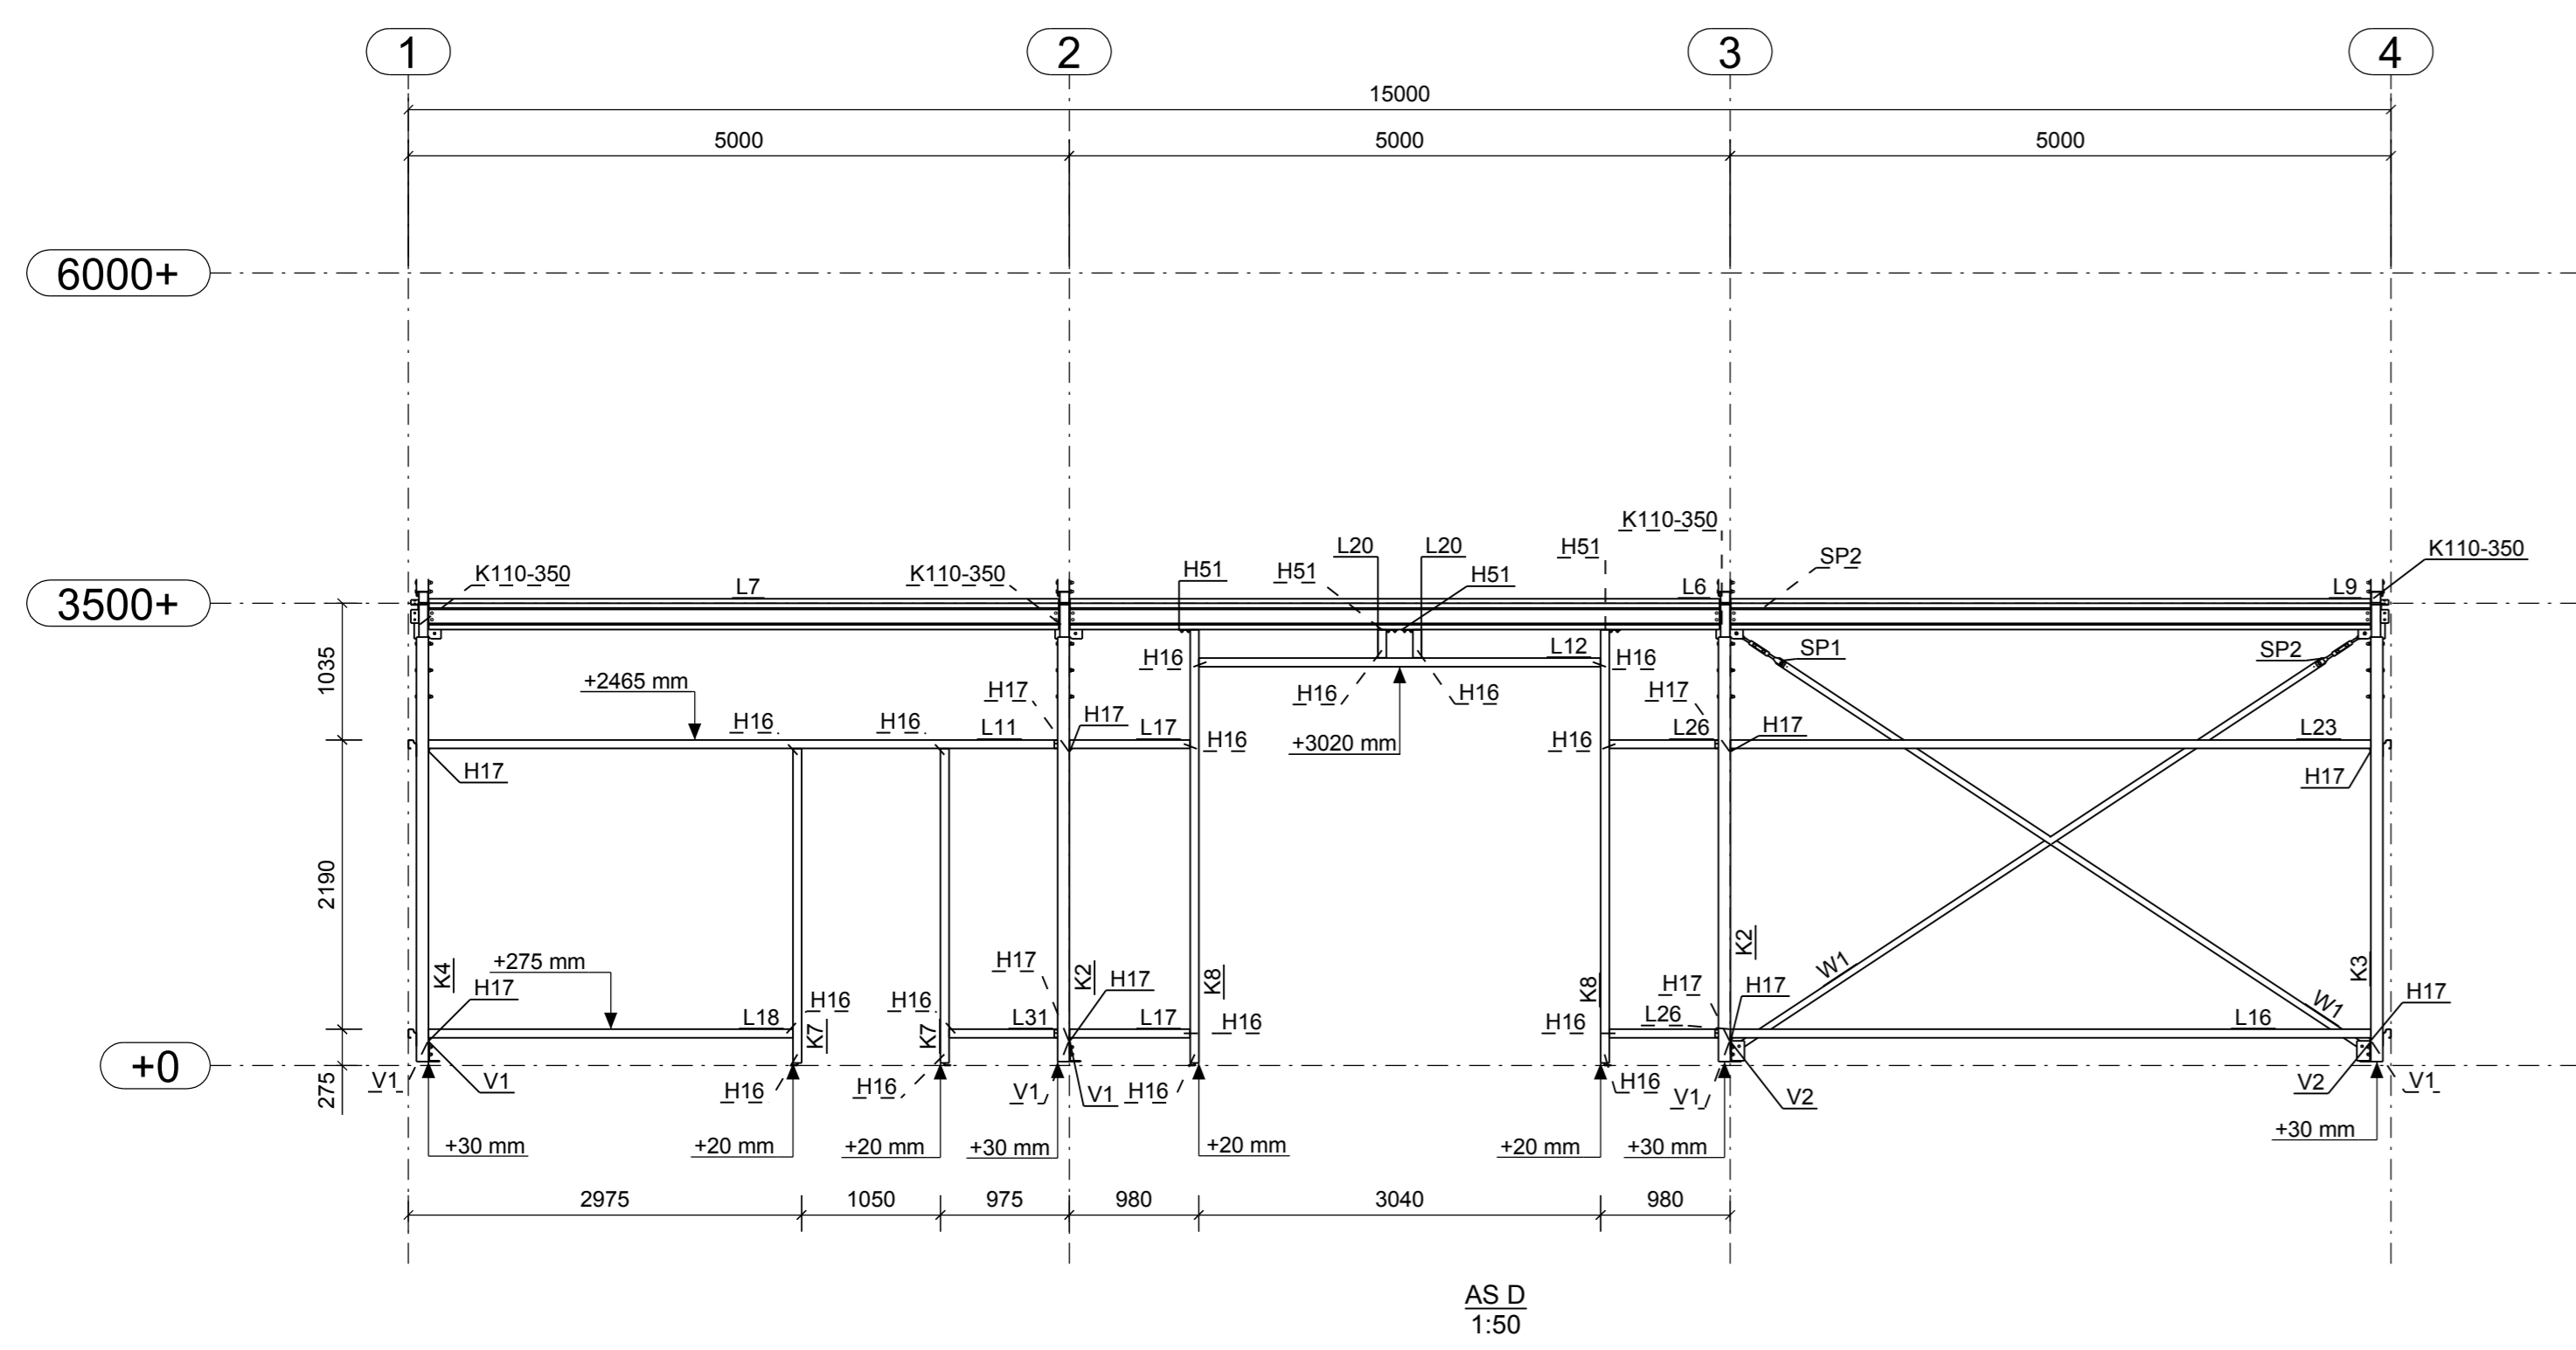 1
2
3
4
15000
5000
5000
5000
6000+
K110-350
L20
L20
H51
SP2
K110-350
K110-350
L7
K110-350
H51
H51
H51
L6
L9
3500+
1035
H16
L12
H16
SP1
SP2
+2465 mm
H17
H16
H16
H17
H16
H16
L11
H17
L17
H16
+3020 mm
H16
L26
H17
L23
H17
H17
2190
K4
+275 mm
H17
H17
K2
H17
K8
K8
K2
W1
K3
H17
H17
H17
L18
H16
K7
H16
K7
L31
L17
H16
H16
L26
L16
W1
+0
275
V1
V1
H16
H16
V1
V1
H16
H16
V1
V2
V2
V1
+30 mm
+20 mm
+20 mm
+30 mm
+20 mm
+20 mm
+30 mm
+30 mm
2975
1050
975
980
3040
980
AS D
1:50